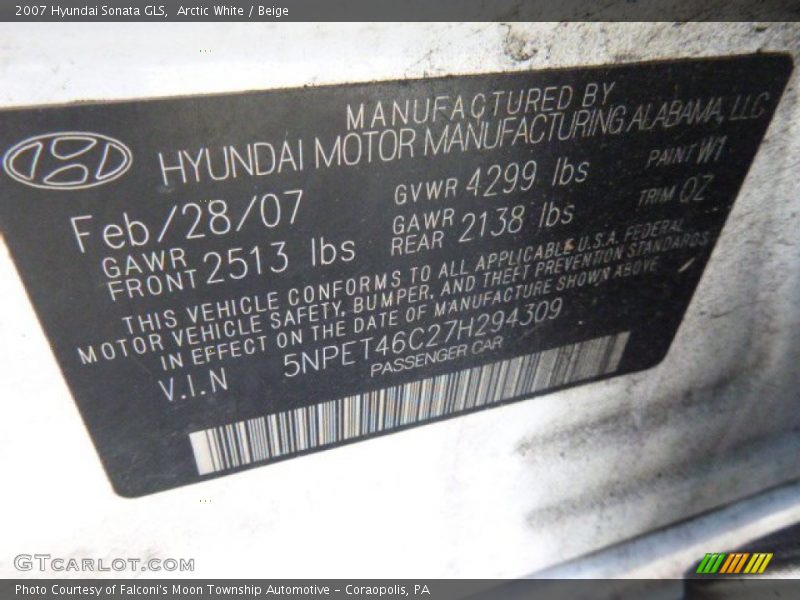 2007 Hyundai Sonata GLS,  Arctic White / Beige
MANUFACTURED BY
HYUNDAI MOTOR MANUFACTURING ALABAMA, LLC
Feb/28/07 GVWR 4299 lbs PAINT W1
GAWR FRONT 2513 lbs GAWR REAR 2138 lbs TRIM QZ
THIS VEHICLE CONFORMS TO ALL APPLICABLE U.S.A. FEDERAL
MOTOR VEHICLE SAFETY, BUMPER, AND THEFT PREVENTION STANDARDS
IN EFFECT ON THE DATE OF MANUFACTURE SHOWN ABOVE
V.I.N 5NPET46C27H294309
PASSENGER CAR
GTCARLOT.COM
Photo Courtesy of Falconi's Moon Township Automotive – Coraopolis, PA